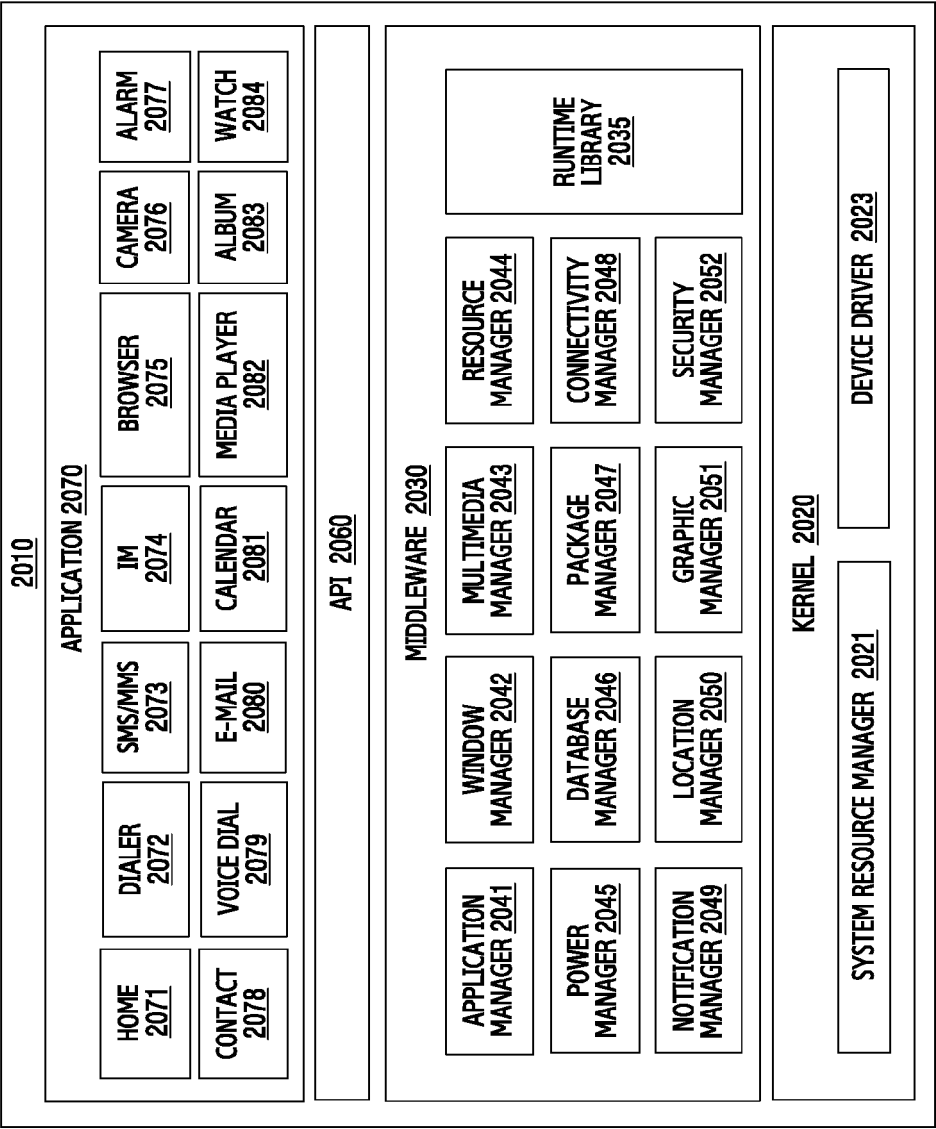 2010
APPLICATION 2070
HOME
2071
DIALER
2072
SMS/MMS
2073
IM
2074
BROWSER
2075
CAMERA
2076
ALARM
2077
CONTACT
2078
VOICE DIAL
2079
E-MAIL
2080
CALENDAR
2081
MEDIA PLAYER
2082
ALBUM
2083
WATCH
2084
API 2060
MIDDLEWARE 2030
APPLICATION
MANAGER 2041
WINDOW
MANAGER 2042
MULTIMEDIA
MANAGER 2043
RESOURCE
MANAGER 2044
POWER
MANAGER 2045
DATABASE
MANAGER 2046
PACKAGE
MANAGER 2047
CONNECTIVITY
MANAGER 2048
NOTIFICATION
MANAGER 2049
LOCATION
MANAGER 2050
GRAPHIC
MANAGER 2051
SECURITY
MANAGER 2052
RUNTIME
LIBRARY
2035
KERNEL 2020
SYSTEM RESOURCE MANAGER 2021
DEVICE DRIVER 2023